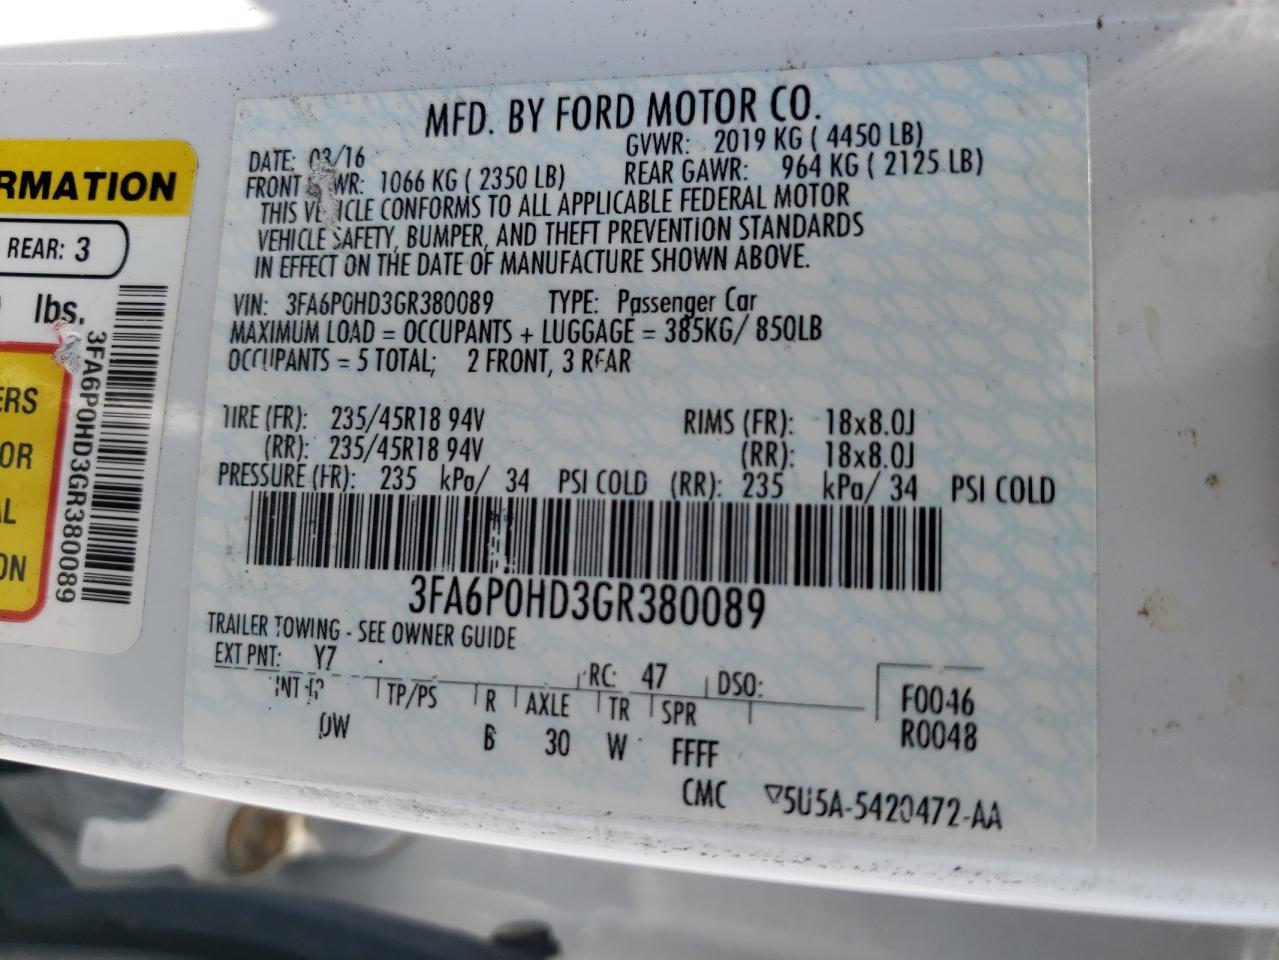 RMATION
REAR: 3
lbs.
3FA6P0HD3GR380089
ERS
OR
AL
ON
MFD. BY FORD MOTOR CO.
DATE: 03/16 GVWR: 2019 KG ( 4450 LB)
FRONT WR: 1066 KG ( 2350 LB) REAR GAWR: 964 KG ( 2125 LB)
THIS VEHICLE CONFORMS TO ALL APPLICABLE FEDERAL MOTOR
VEHICLE SAFETY, BUMPER, AND THEFT PREVENTION STANDARDS
IN EFFECT ON THE DATE OF MANUFACTURE SHOWN ABOVE.
VIN: 3FA6P0HD3GR380089 TYPE: Passenger Car
MAXIMUM LOAD = OCCUPANTS + LUGGAGE = 385KG/ 850LB
OCCUPANTS = 5 TOTAL; 2 FRONT, 3 REAR
TIRE (FR): 235/45R18 94V RIMS (FR): 18x8.0J
(RR): 235/45R18 94V (RR): 18x8.0J
PRESSURE (FR): 235 kPa/ 34 PSI COLD (RR): 235 kPa/ 34 PSI COLD
3FA6P0HD3GR380089
TRAILER TOWING - SEE OWNER GUIDE
EXT PNT: Y7 RC: 47 DSO:
INT TP/PS R AXLE TR SPR F0046
DW B 30 W FFFF R0048
CMC ▽5U5A-5420472-AA